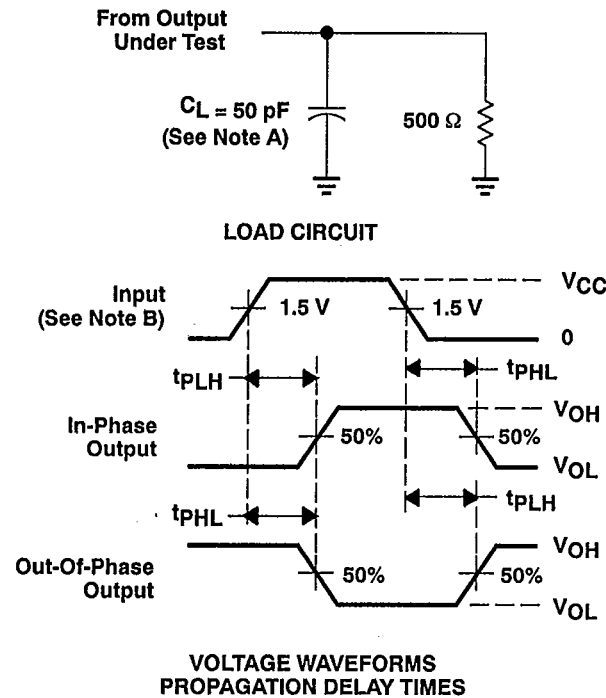 From Output
Under Test
CL = 50 pF
(See Note A)
500 Ω
LOAD CIRCUIT
Input
(See Note B)
1.5 V
1.5 V
VCC
0
tPLH
tPHL
In-Phase
Output
50%
50%
VOH
VOL
tPHL
tPLH
Out-Of-Phase
Output
50%
50%
VOH
VOL
VOLTAGE WAVEFORMS
PROPAGATION DELAY TIMES